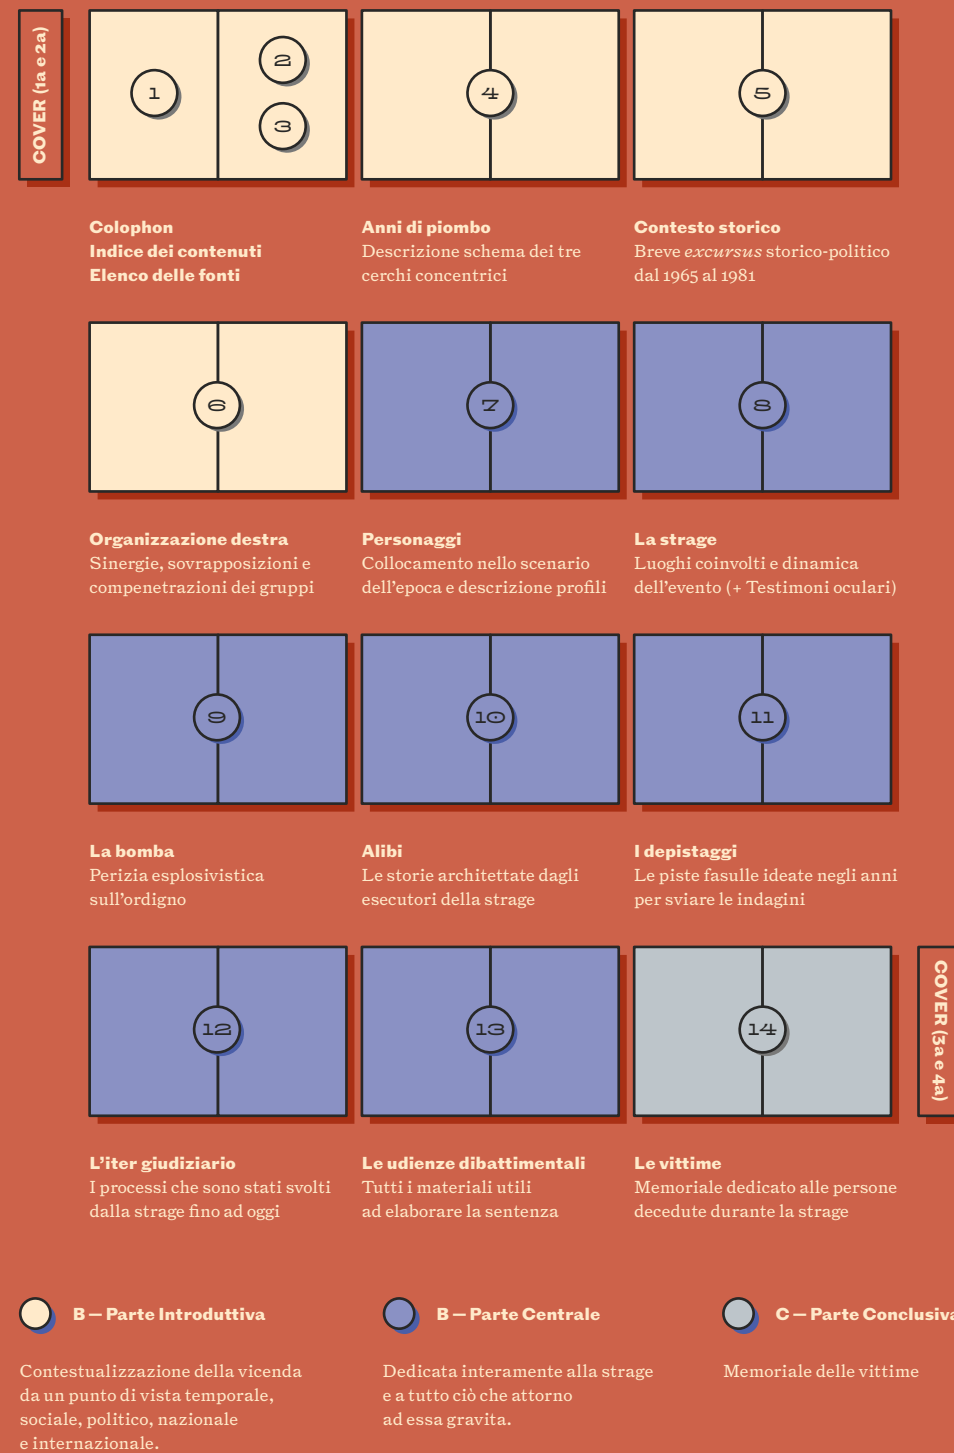 COVER (1a e 2a)
1
2
3
4
5
Colophon
Indice dei contenuti
Elenco delle fonti
Anni di piombo
Descrizione schema dei tre
cerchi concentrici
Contesto storico
Breve excursus storico-politico
dal 1965 al 1981
6
7
8
Organizzazione destra
Sinergie, sovrapposizioni e
compenetrazioni dei gruppi
Personaggi
Collocamento nello scenario
dell’epoca e descrizione profili
La strage
Luoghi coinvolti e dinamica
dell’evento (+ Testimoni oculari)
9
10
11
La bomba
Perizia esplosivistica
sull’ordigno
Alibi
Le storie architettate dagli
esecutori della strage
I depistaggi
Le piste fasulle ideate negli anni
per sviare le indagini
12
13
14
COVER (3a e 4a)
L’iter giudiziario
I processi che sono stati svolti
dalla strage fino ad oggi
Le udienze dibattimentali
Tutti i materiali utili
ad elaborare la sentenza
Le vittime
Memoriale dedicato alle persone
decedute durante la strage
B — Parte Introduttiva
Contestualizzazione della vicenda
da un punto di vista temporale,
sociale, politico, nazionale
e internazionale.
B — Parte Centrale
Dedicata interamente alla strage
e a tutto ciò che attorno
ad essa gravita.
C — Parte Conclusiva
Memoriale delle vittime